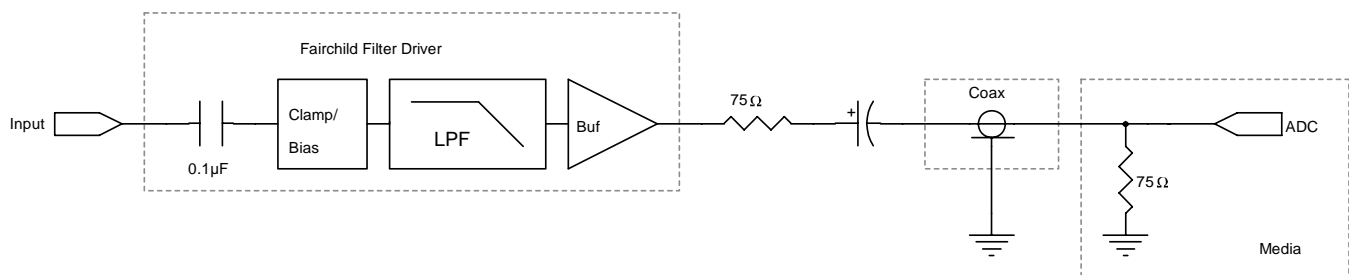 Fairchild Filter Driver
Input
0.1µF
Clamp/
Bias
LPF
Buf
75Ω
+
Coax
75Ω
ADC
Media